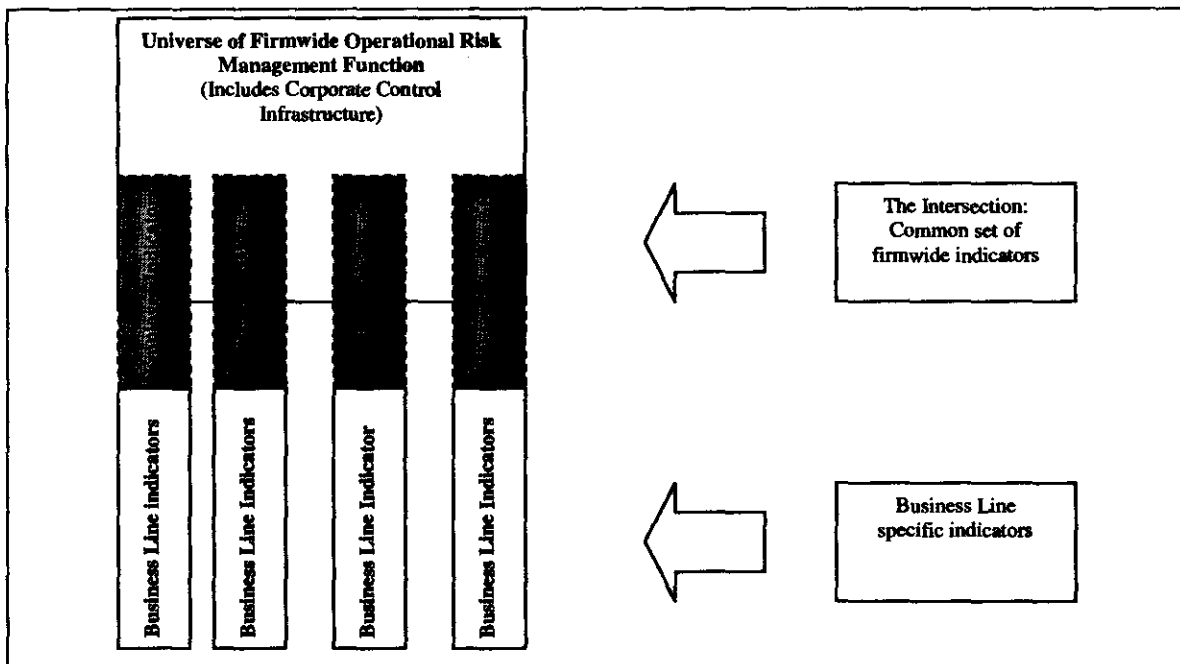 Universe of Firmwide Operational Risk
Management Function
(Includes Corporate Control
Infrastructure)
The Intersection:
Common set of
firmwide indicators
Business Line indicators
Business Line Indicators
Business Line Indicator
Business Line Indicators
Business Line
specific indicators